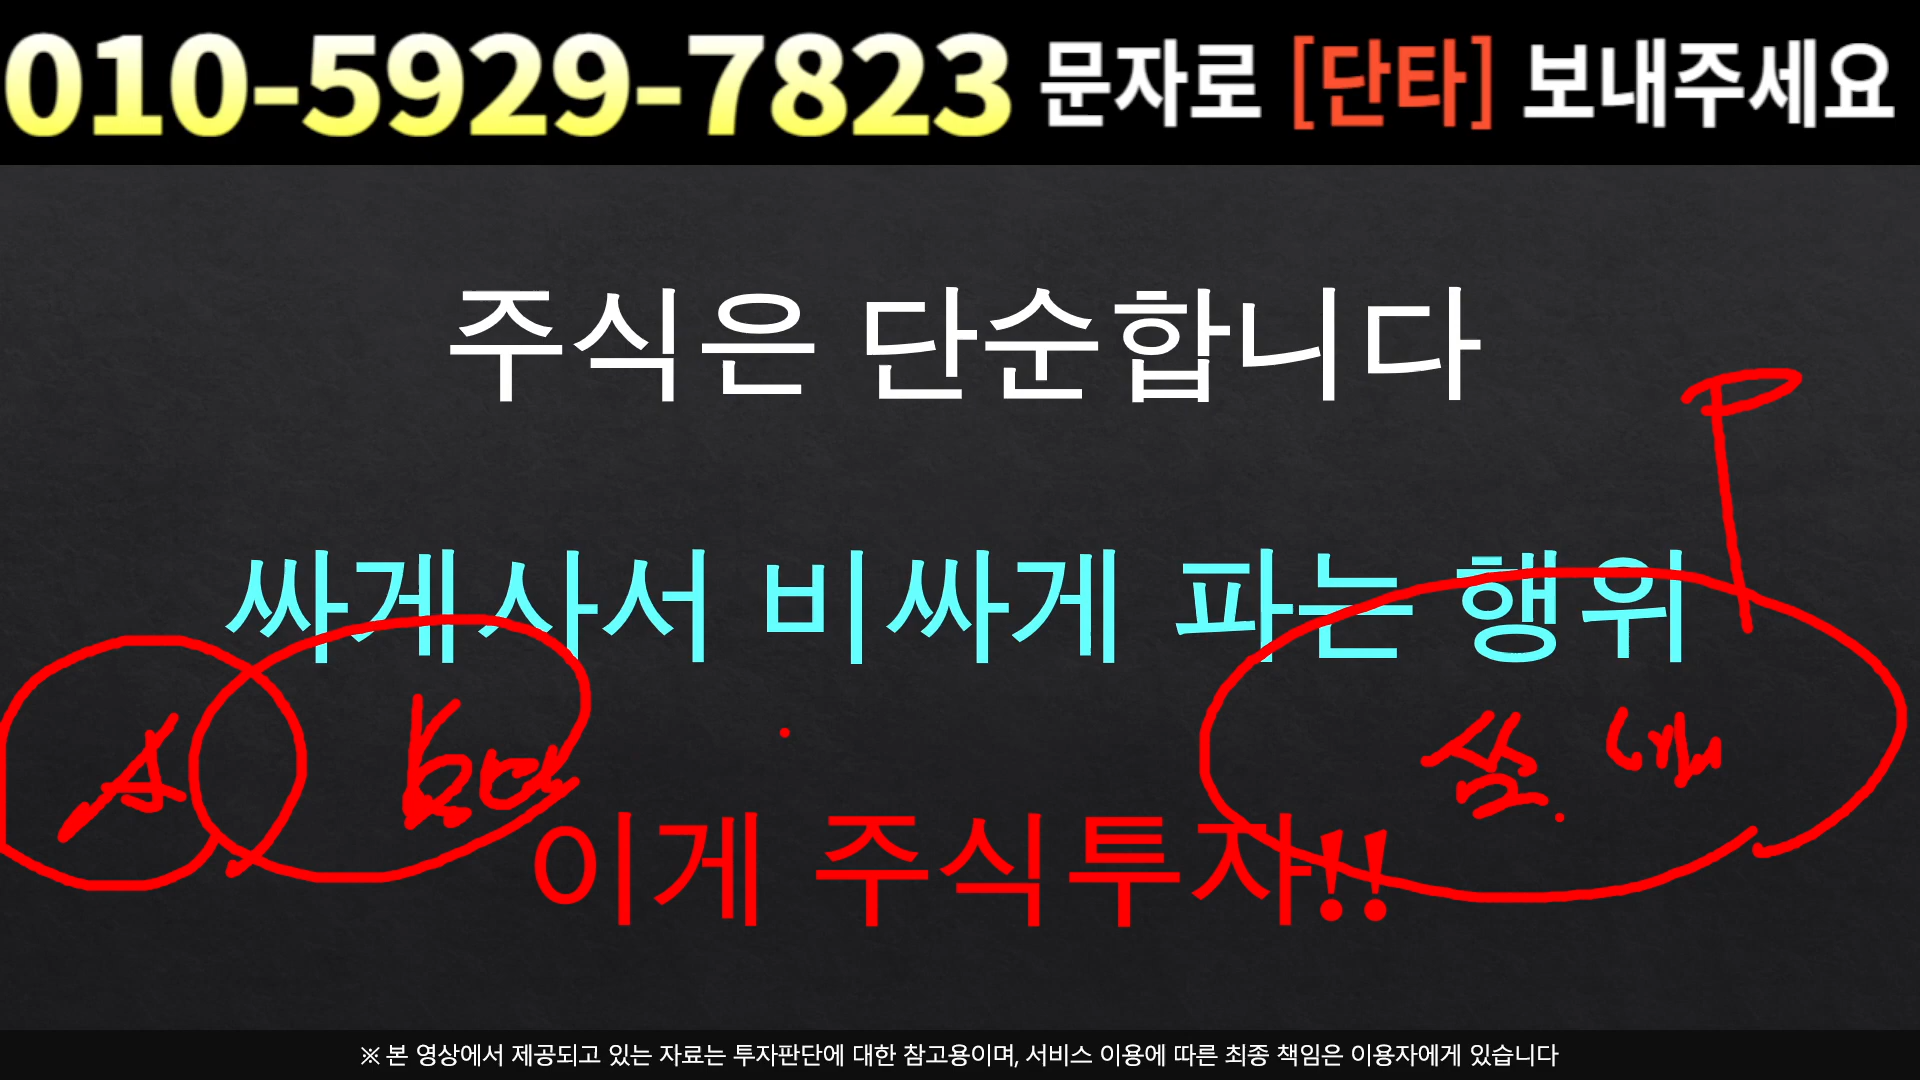 010-5929-7823 문자로 [단타] 보내주세요
주식은 단순합니다
싸게사서 비싸게 파는 행위
이게 주식투자!!
※ 본 영상에서 제공되고 있는 자료는 투자판단에 대한 참고용이며, 서비스 이용에 따른 최종 책임은 이용자에게 있습니다